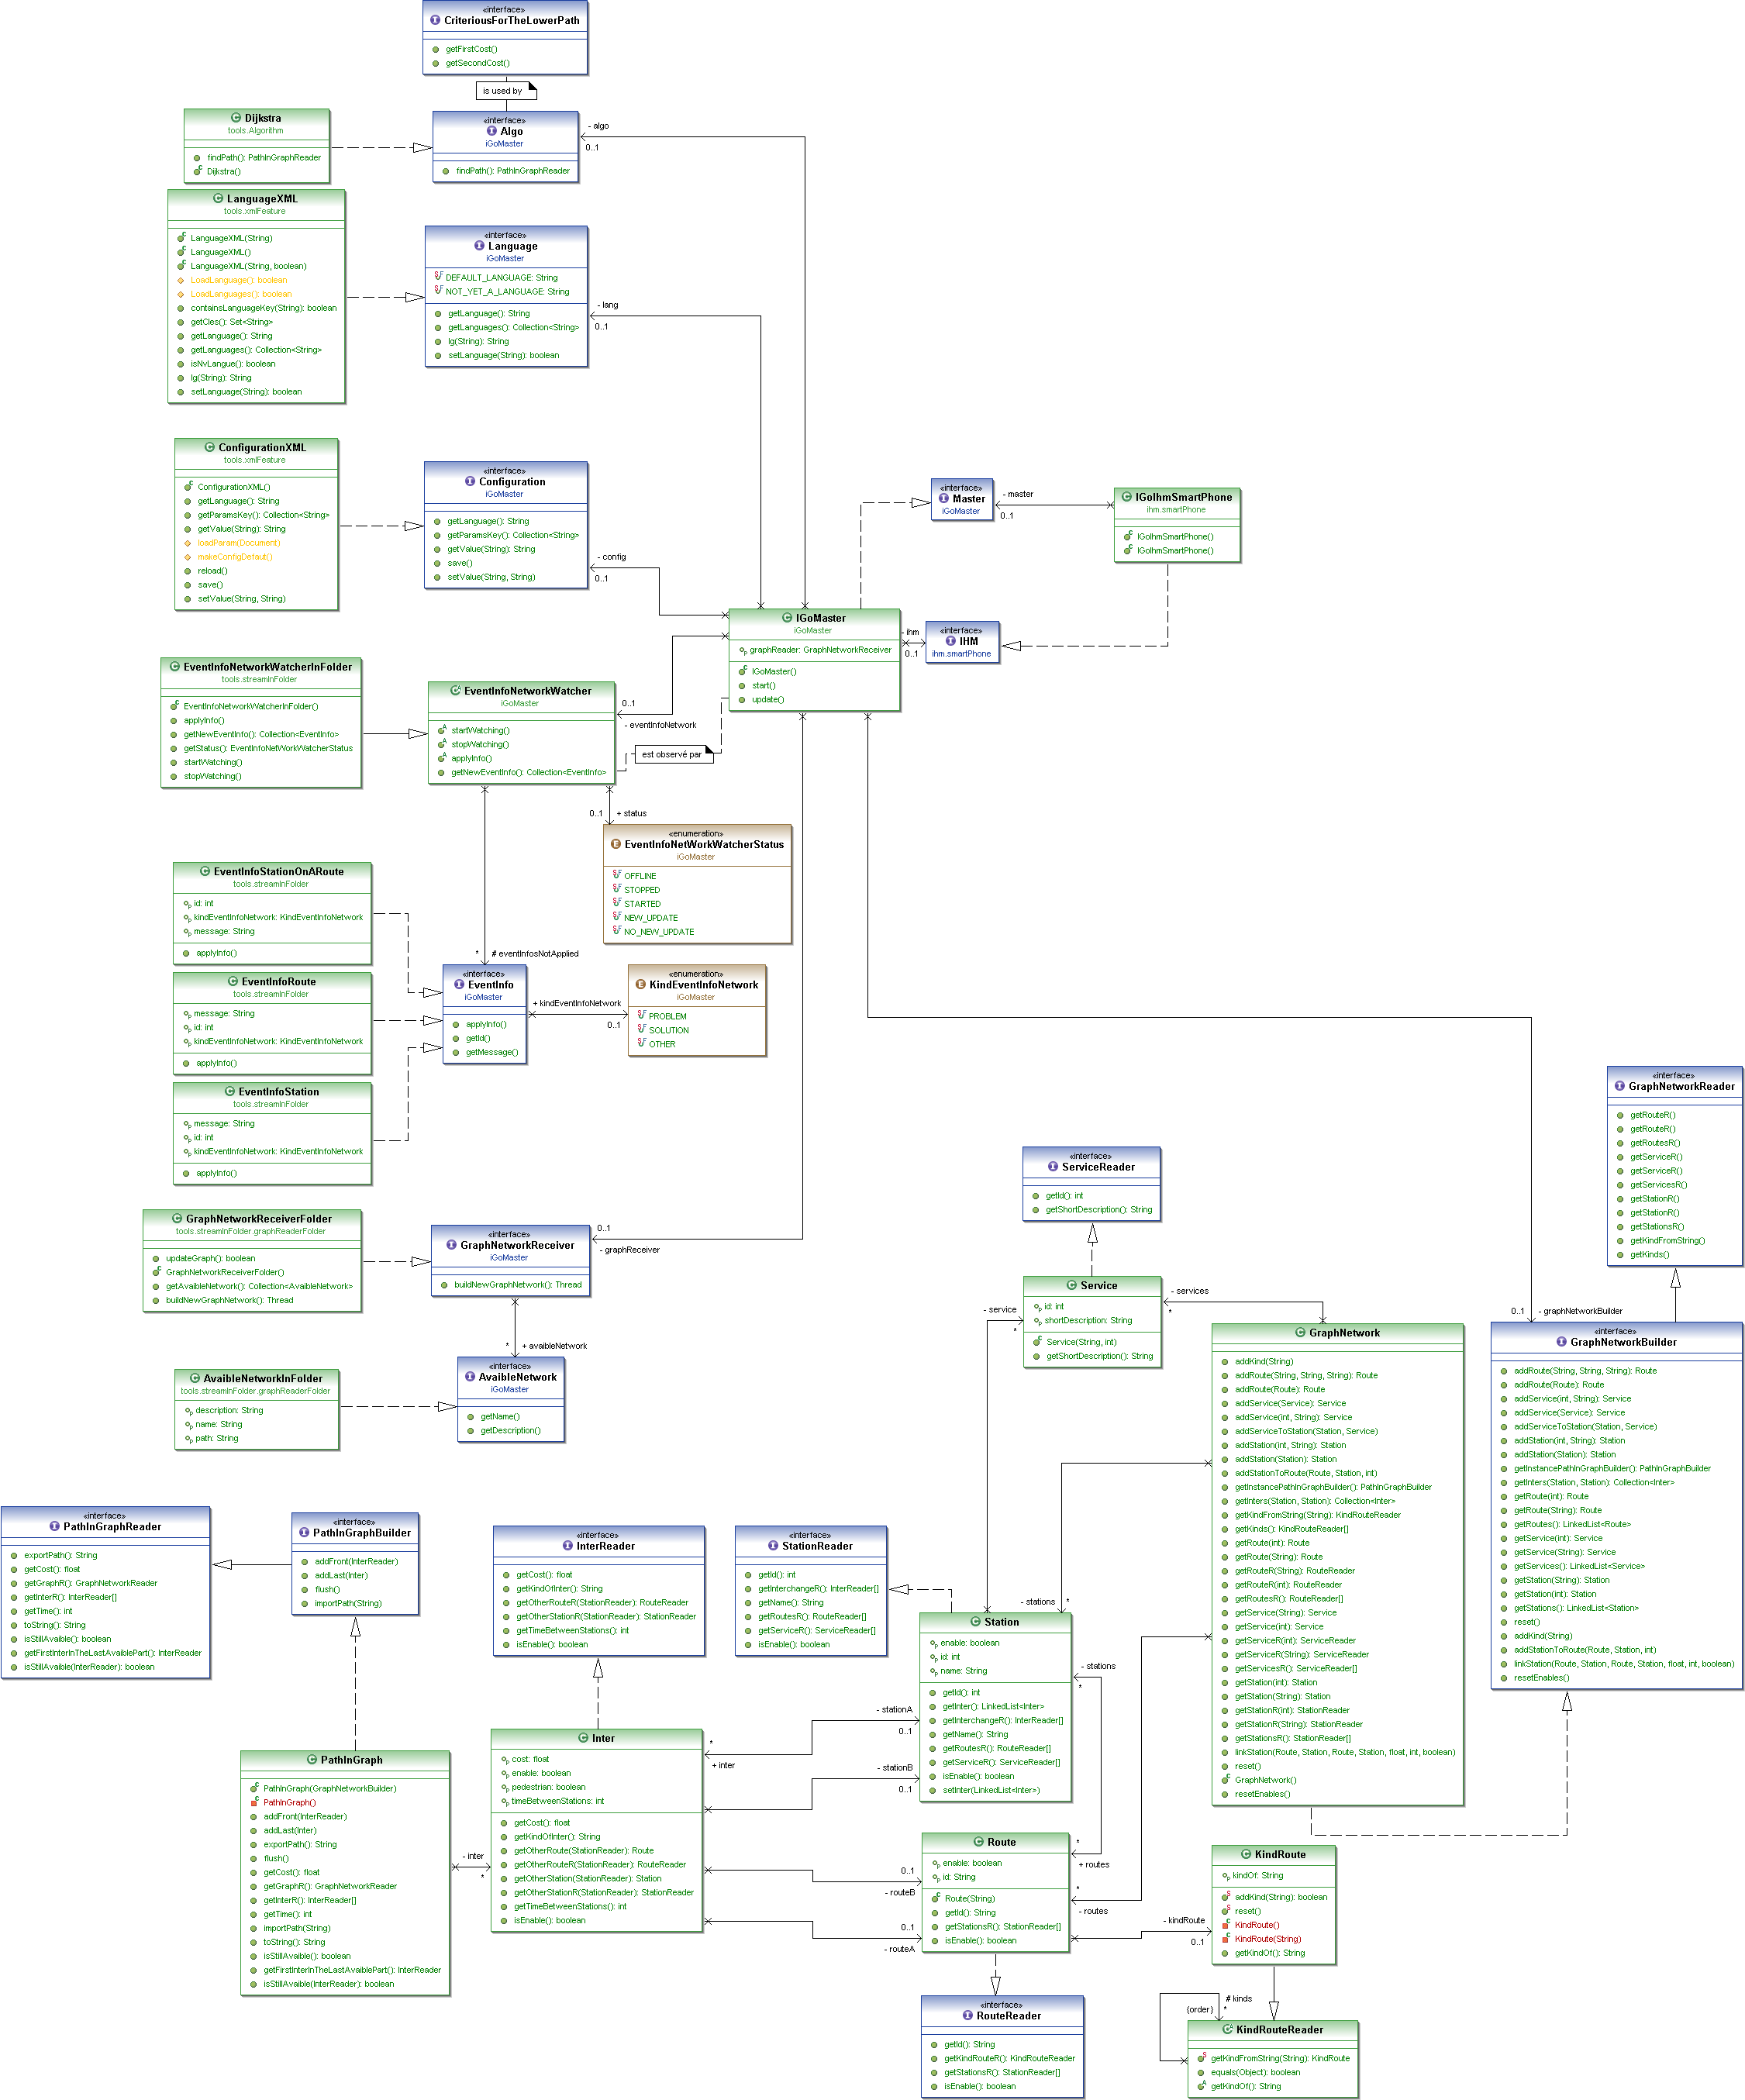 «interface»
CriteriousForTheLowerPath
getFirstCost()
getSecondCost()
is used by
Dijkstra
tools.Algorithm
findPath(): PathInGraphReader
Dijkstra()
«interface»
Algo
iGoMaster
findPath(): PathInGraphReader
- algo
0..1
LanguageXML
tools.xmlFeature
LanguageXML(String)
LanguageXML()
LanguageXML(String, boolean)
LoadLanguage(): boolean
LoadLanguages(): boolean
containsLanguageKey(String): boolean
getCles(): Set<String>
getLanguage(): String
getLanguages(): Collection<String>
isNvLangue(): boolean
lg(String): String
setLanguage(String): boolean
«interface»
Language
iGoMaster
DEFAULT_LANGUAGE: String
NOT_YET_A_LANGUAGE: String
getLanguage(): String
getLanguages(): Collection<String>
lg(String): String
setLanguage(String): boolean
- lang
0..1
ConfigurationXML
tools.xmlFeature
ConfigurationXML()
getLanguage(): String
getParamsKey(): Collection<String>
getValue(String): String
loadParam(Document)
makeConfigDefaut()
reload()
save()
setValue(String, String)
«interface»
Configuration
iGoMaster
getLanguage(): String
getParamsKey(): Collection<String>
getValue(String): String
save()
setValue(String, String)
- config
0..1
«interface»
Master
iGoMaster
- master
0..1
IGoIhmSmartPhone
ihm.smartPhone
IGoIhmSmartPhone()
IGoIhmSmartPhone()
IGoMaster
iGoMaster
graphReader: GraphNetworkReceiver
IGoMaster()
start()
update()
- ihm
0..1
«interface»
IHM
ihm.smartPhone
EventInfoNetworkWatcherInFolder
tools.streamInFolder
EventInfoNetworkWatcherInFolder()
applyInfo()
getNewEventInfo(): Collection<EventInfo>
getStatus(): EventInfoNetWorkWatcherStatus
startWatching()
stopWatching()
EventInfoNetworkWatcher
iGoMaster
startWatching()
stopWatching()
applyInfo()
getNewEventInfo(): Collection<EventInfo>
0..1
- eventInfoNetwork
est observé par
0..1
+ status
«enumeration»
EventInfoNetWorkWatcherStatus
iGoMaster
OFFLINE
STOPPED
STARTED
NEW_UPDATE
NO_NEW_UPDATE
EventInfoStationOnARoute
tools.streamInFolder
id: int
kindEventInfoNetwork: KindEventInfoNetwork
message: String
applyInfo()
*
# eventInfosNotApplied
EventInfoRoute
tools.streamInFolder
message: String
id: int
kindEventInfoNetwork: KindEventInfoNetwork
applyInfo()
«interface»
EventInfo
iGoMaster
applyInfo()
getId()
getMessage()
+ kindEventInfoNetwork
0..1
«enumeration»
KindEventInfoNetwork
iGoMaster
PROBLEM
SOLUTION
OTHER
EventInfoStation
tools.streamInFolder
message: String
id: int
kindEventInfoNetwork: KindEventInfoNetwork
applyInfo()
«interface»
GraphNetworkReader
getRouteR()
getRouteR()
getRoutesR()
getServiceR()
getServiceR()
getServicesR()
getStationR()
getStationR()
getStationsR()
getKindFromString()
getKinds()
«interface»
ServiceReader
getId(): int
getShortDescription(): String
GraphNetworkReceiverFolder
tools.streamInFolder.graphReaderFolder
updateGraph(): boolean
GraphNetworkReceiverFolder()
getAvaibleNetwork(): Collection<AvaibleNetwork>
buildNewGraphNetwork(): Thread
«interface»
GraphNetworkReceiver
iGoMaster
buildNewGraphNetwork(): Thread
0..1
- graphReceiver
*
+ avaibleNetwork
AvaibleNetworkInFolder
tools.streamInFolder.graphReaderFolder
description: String
name: String
path: String
«interface»
AvaibleNetwork
iGoMaster
getName()
getDescription()
Service
id: int
shortDescription: String
Service(String, int)
getShortDescription(): String
- service
*
- services
*
0..1
- graphNetworkBuilder
GraphNetwork
addKind(String)
addRoute(String, String, String): Route
addRoute(Route): Route
addService(Service): Service
addService(int, String): Service
addServiceToStation(Station, Service)
addStation(int, String): Station
addStation(Station): Station
addStationToRoute(Route, Station, int)
getInstancePathInGraphBuilder(): PathInGraphBuilder
getInters(Station, Station): Collection<Inter>
getKindFromString(String): KindRouteReader
getKinds(): KindRouteReader[]
getRoute(int): Route
getRoute(String): Route
getRouteR(String): RouteReader
getRouteR(int): RouteReader
getRoutesR(): RouteReader[]
getService(String): Service
getService(int): Service
getServiceR(int): ServiceReader
getServiceR(String): ServiceReader
getServicesR(): ServiceReader[]
getStation(int): Station
getStation(String): Station
getStationR(int): StationReader
getStationR(String): StationReader
getStationsR(): StationReader[]
linkStation(Route, Station, Route, Station, float, int, boolean)
reset()
GraphNetwork()
resetEnables()
«interface»
GraphNetworkBuilder
addRoute(String, String, String): Route
addRoute(Route): Route
addService(int, String): Service
addService(Service): Service
addServiceToStation(Station, Service)
addStation(int, String): Station
addStation(Station): Station
getInstancePathInGraphBuilder(): PathInGraphBuilder
getInters(Station, Station): Collection<Inter>
getRoute(int): Route
getRoute(String): Route
getRoutes(): LinkedList<Route>
getService(int): Service
getService(String): Service
getServices(): LinkedList<Service>
getStation(String): Station
getStation(int): Station
getStations(): LinkedList<Station>
reset()
addKind(String)
addStationToRoute(Route, Station, int)
linkStation(Route, Station, Route, Station, float, int, boolean)
resetEnables()
«interface»
PathInGraphReader
exportPath(): String
getCost(): float
getGraphR(): GraphNetworkReader
getInterR(): InterReader[]
getTime(): int
toString(): String
isStillAvaible(): boolean
getFirstInterInTheLastAvaiblePart(): InterReader
isStillAvaible(InterReader): boolean
«interface»
PathInGraphBuilder
addFront(InterReader)
addLast(Inter)
flush()
importPath(String)
«interface»
InterReader
getCost(): float
getKindOfInter(): String
getOtherRouteR(StationReader): RouteReader
getOtherStationR(StationReader): StationReader
getTimeBetweenStations(): int
isEnable(): boolean
«interface»
StationReader
getId(): int
getInterchangeR(): InterReader[]
getName(): String
getRoutesR(): RouteReader[]
getServiceR(): ServiceReader[]
isEnable(): boolean
- stations
*
Station
enable: boolean
id: int
name: String
getId(): int
getInter(): LinkedList<Inter>
getInterchangeR(): InterReader[]
getName(): String
getRoutesR(): RouteReader[]
getServiceR(): ServiceReader[]
isEnable(): boolean
setInter(LinkedList<Inter>)
- stations
*
- stationA
0..1
*
+ inter
- stationB
0..1
Inter
cost: float
enable: boolean
pedestrian: boolean
timeBetweenStations: int
getCost(): float
getKindOfInter(): String
getOtherRoute(StationReader): Route
getOtherRouteR(StationReader): RouteReader
getOtherStation(StationReader): Station
getOtherStationR(StationReader): StationReader
getTimeBetweenStations(): int
isEnable(): boolean
PathInGraph
PathInGraph(GraphNetworkBuilder)
PathInGraph()
addFront(InterReader)
addLast(Inter)
exportPath(): String
flush()
getCost(): float
getGraphR(): GraphNetworkReader
getInterR(): InterReader[]
getTime(): int
importPath(String)
toString(): String
isStillAvaible(): boolean
getFirstInterInTheLastAvaiblePart(): InterReader
isStillAvaible(InterReader): boolean
- inter
*
0..1
- routeB
0..1
- routeA
Route
enable: boolean
id: String
Route(String)
getId(): String
getStationsR(): StationReader[]
isEnable(): boolean
*
+ routes
*
- routes
- kindRoute
0..1
KindRoute
kindOf: String
addKind(String): boolean
reset()
KindRoute()
KindRoute(String)
getKindOf(): String
«interface»
RouteReader
getId(): String
getKindRouteR(): KindRouteReader
getStationsR(): StationReader[]
isEnable(): boolean
# kinds
{order}
*
KindRouteReader
getKindFromString(String): KindRoute
equals(Object): boolean
getKindOf(): String